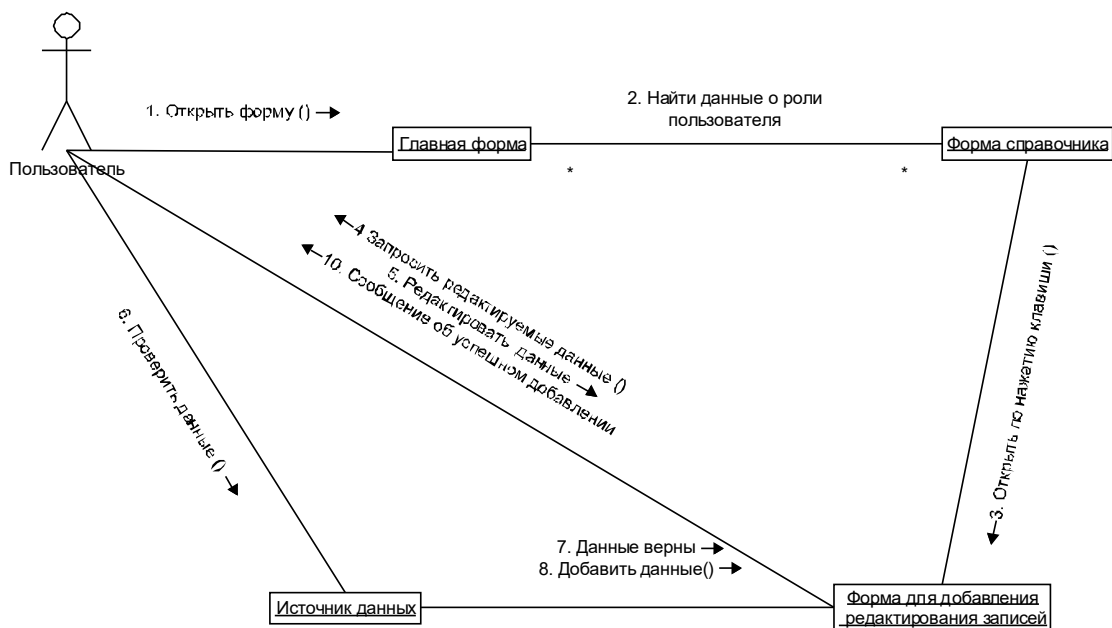 1. Открыть форму () →
2. Найти данные о роли
пользователя
Главная форма
Форма справочника
Пользователь
*
*
4 Запросить редактируемые данные ()
5. Редактировать данные
10. Сообщение об успешном добавлении
6. Проверить данные ()
3. Открыть по нажатию клавиши ()
7. Данные верны
8. Добавить данные()
Источник данных
Форма для добавления
редактирования записей